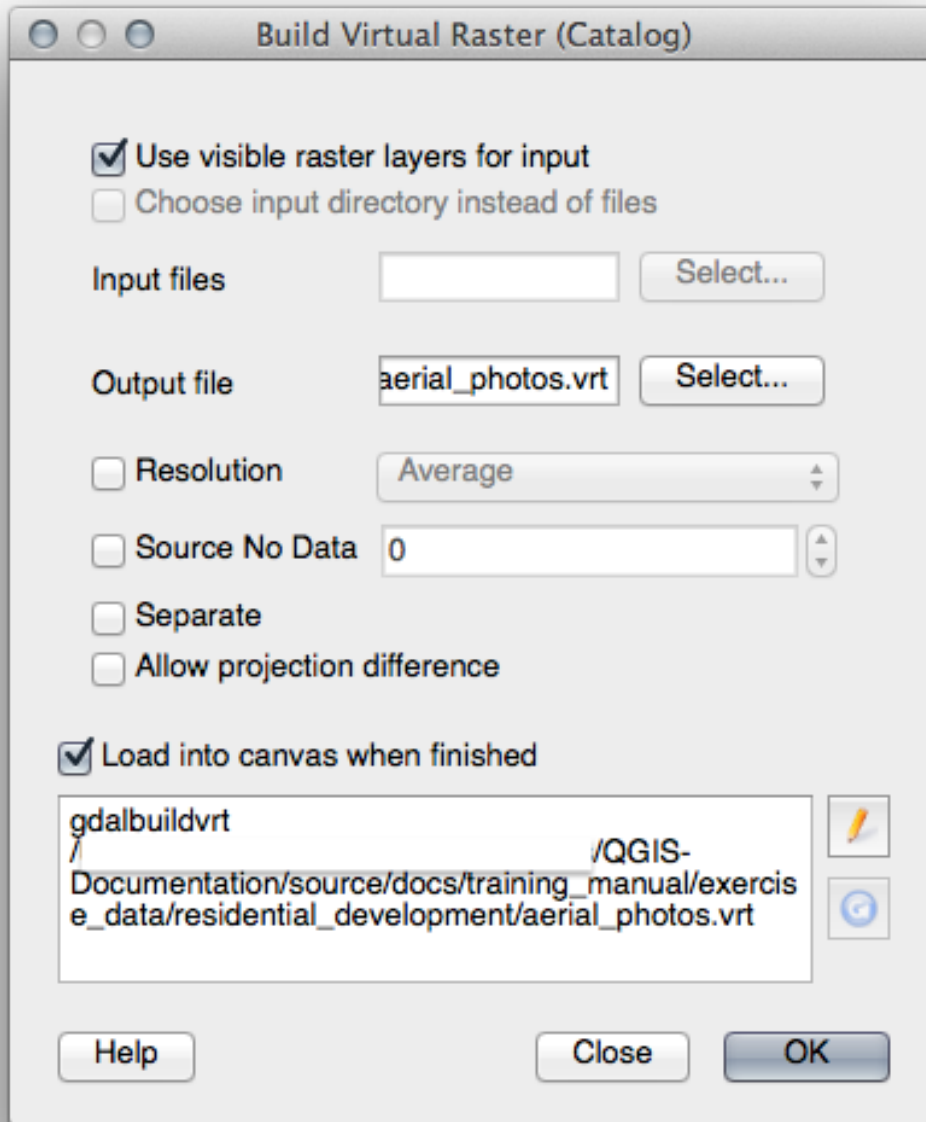 Build Virtual Raster (Catalog)
Use visible raster layers for input
Choose input directory instead of files
Input files Select...
Output file aerial_photos.vrt Select...
Resolution Average
Source No Data 0
Separate
Allow projection difference
Load into canvas when finished
gdalbuildvrt
/ /QGIS-
Documentation/source/docs/training_manual/exercis
e_data/residential_development/aerial_photos.vrt
Help Close OK